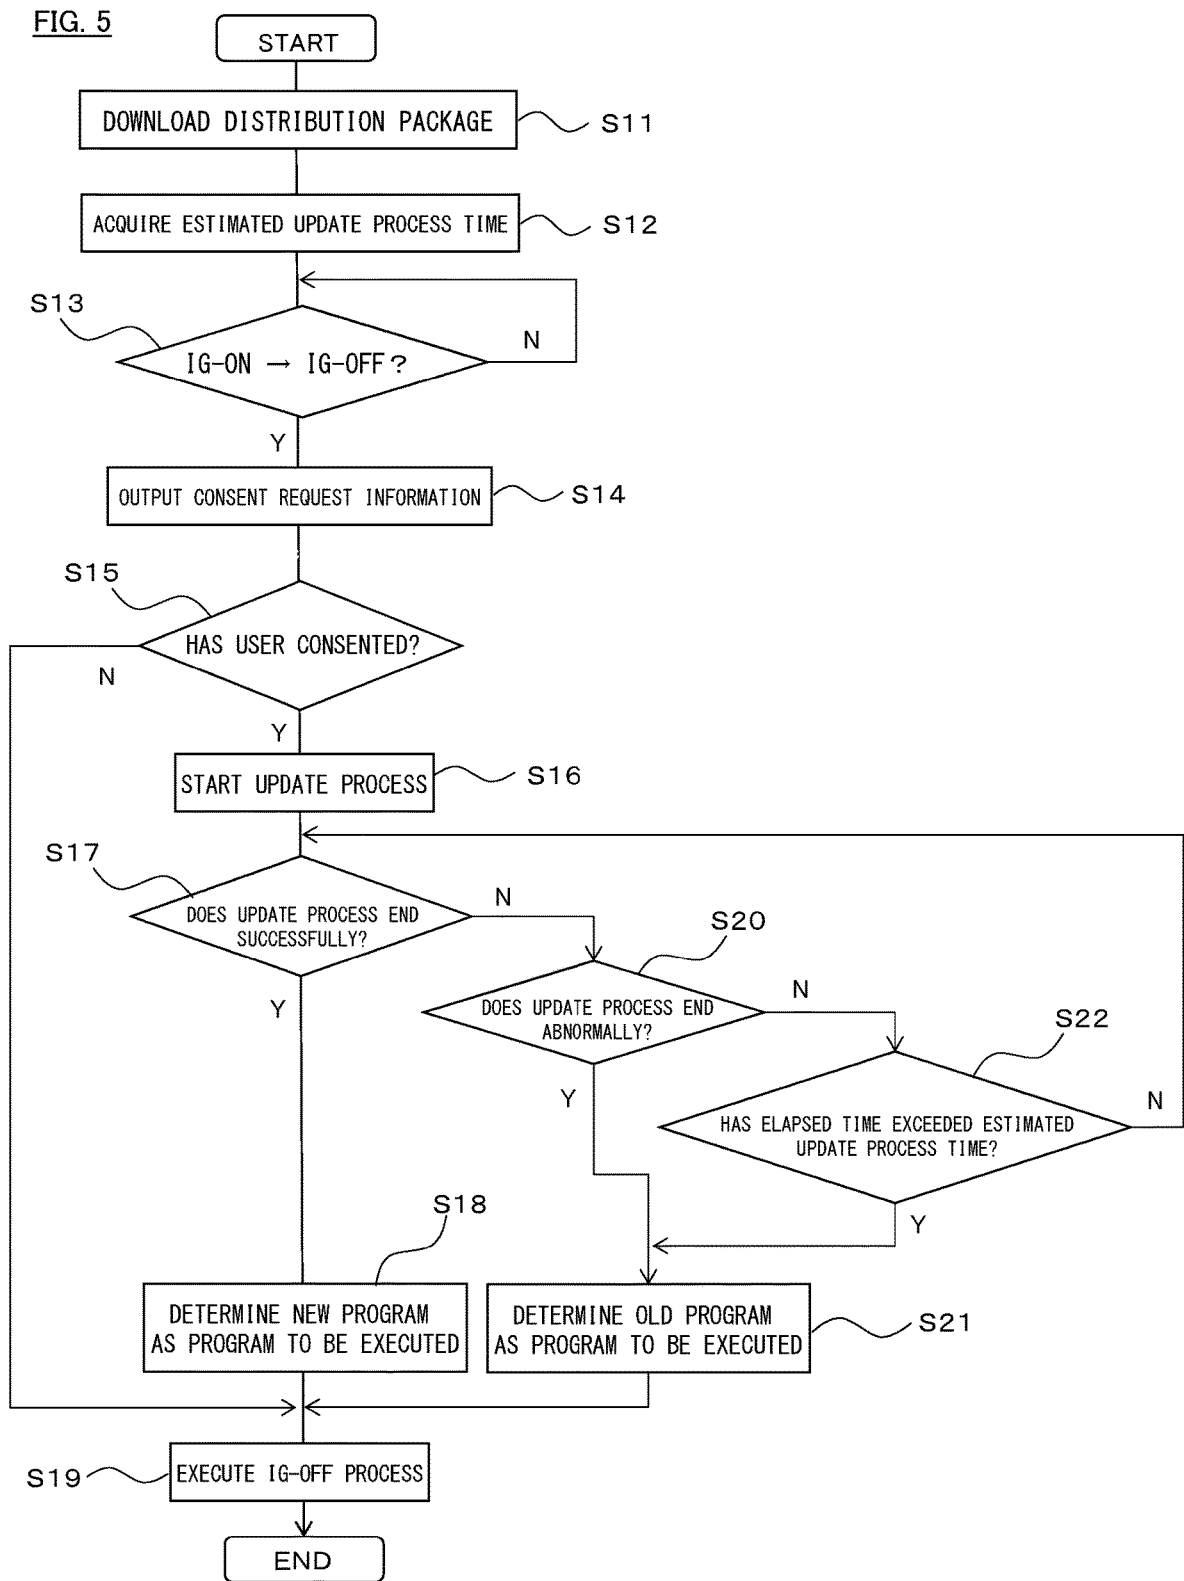 FIG. 5
START
DOWNLOAD DISTRIBUTION PACKAGE
S11
ACQUIRE ESTIMATED UPDATE PROCESS TIME
S12
S13
IG-ON → IG-OFF?
N
Y
OUTPUT CONSENT REQUEST INFORMATION
S14
S15
HAS USER CONSENTED?
N
Y
START UPDATE PROCESS
S16
S17
DOES UPDATE PROCESS END
SUCCESSFULLY?
N
Y
S20
DOES UPDATE PROCESS END
ABNORMALLY?
N
Y
S22
HAS ELAPSED TIME EXCEEDED ESTIMATED
UPDATE PROCESS TIME?
N
Y
S18
DETERMINE NEW PROGRAM
AS PROGRAM TO BE EXECUTED
DETERMINE OLD PROGRAM
AS PROGRAM TO BE EXECUTED
S21
S19
EXECUTE IG-OFF PROCESS
END